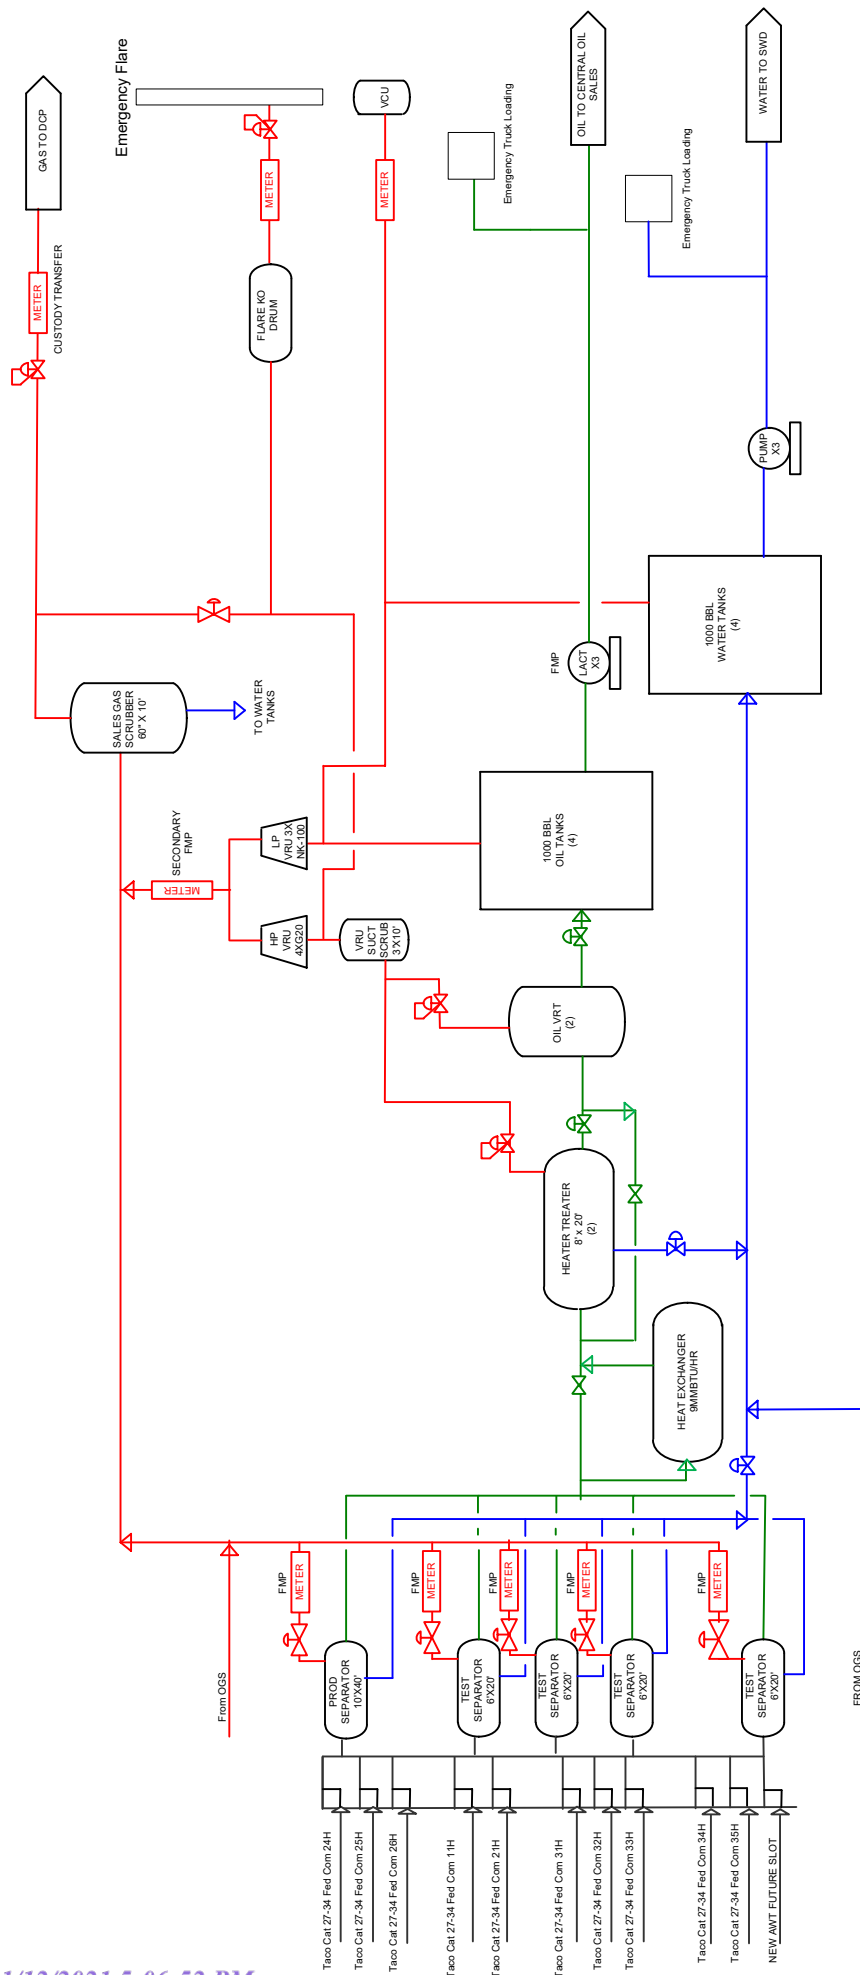 GAS TO DCP
METER
CUSTODY TRANSFER
Emergency Flare
METER
FLARE KO
DRUM
VCU
METER
Emergency Truck Loading
OIL TO CENTRAL OIL
SALES
Emergency Truck Loading
WATER TO SWD
PUMP
X3
1000 BBL
WATER TANKS
(4)
FMP
LACT
X3
SALES GAS
SCRUBBER
60" X 10'
TO WATER
TANKS
SECONDARY
FMP
METER
LP
VRU 3X
NK-100
HP
VRU
4XG20
VRU
SUCT
SCRUB
3'X10'
1000 BBL
OIL TANKS
(4)
OIL VRT
(2)
HEATER TREATER
8' x 20'
(2)
HEAT EXCHANGER
9MMBTU/HR
From OGS
FMP
METER
FMP
METER
FMP
METER
FMP
METER
FMP
METER
PROD
SEPARATOR
10'X40'
TEST
SEPARATOR
6'X20'
TEST
SEPARATOR
6'X20'
TEST
SEPARATOR
6'X20'
TEST
SEPARATOR
6'X20'
FROM OGS
Taco Cat 27-34 Fed Com 24H
Taco Cat 27-34 Fed Com 25H
Taco Cat 27-34 Fed Com 26H
Taco Cat 27-34 Fed Com 11H
Taco Cat 27-34 Fed Com 21H
Taco Cat 27-34 Fed Com 31H
Taco Cat 27-34 Fed Com 32H
Taco Cat 27-34 Fed Com 33H
Taco Cat 27-34 Fed Com 34H
Taco Cat 27-34 Fed Com 35H
NEW AWT FUTURE SLOT
1/12/2021 5:06:52 PM